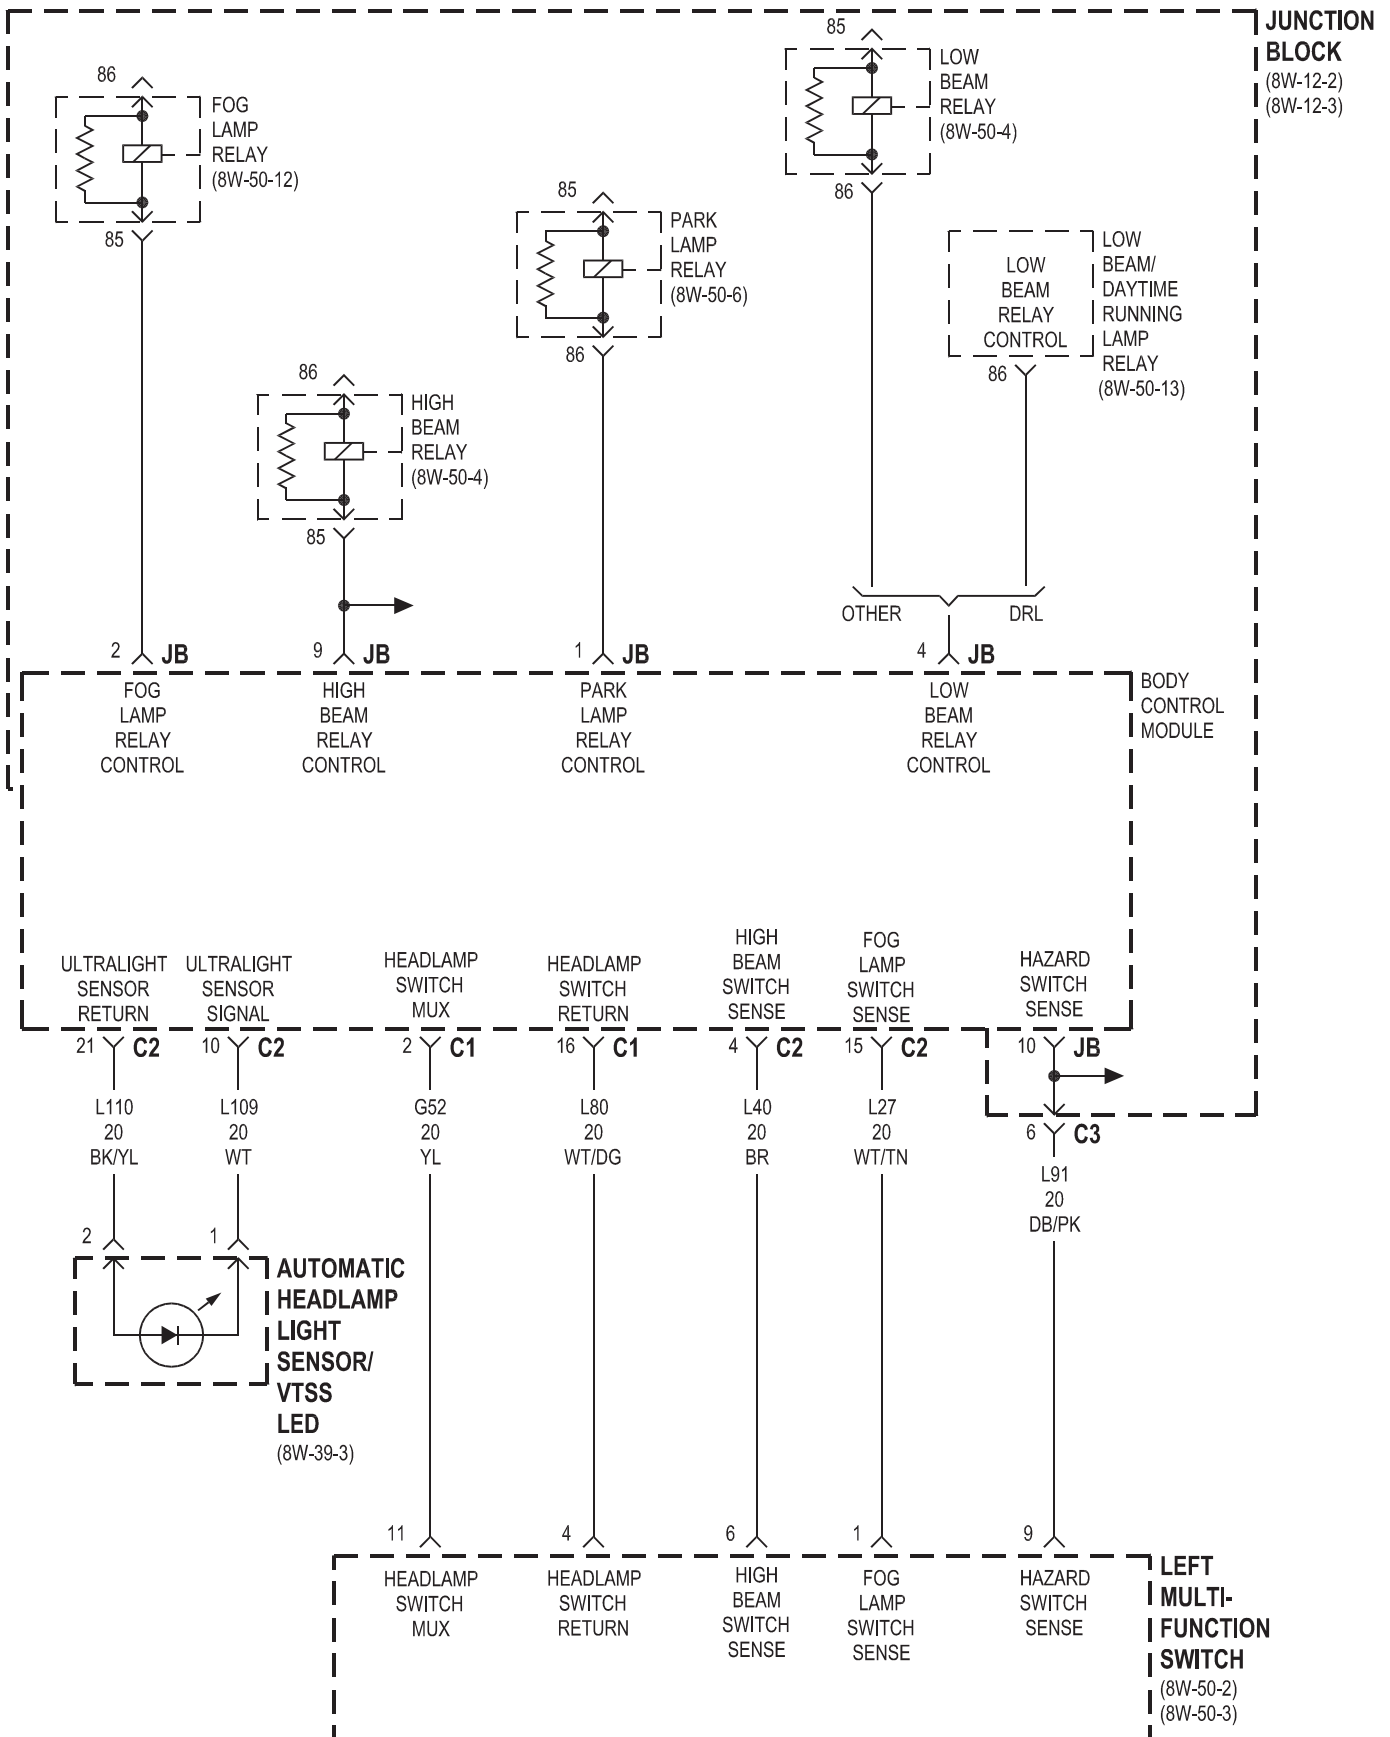 JUNCTION
BLOCK
(8W-12-2)
(8W-12-3)
85
LOW
BEAM
RELAY
(8W-50-4)
86
86
FOG
LAMP
RELAY
(8W-50-12)
85
85
PARK
LAMP
RELAY
(8W-50-6)
86
LOW
BEAM
RELAY
CONTROL
LOW
BEAM/
DAYTIME
RUNNING
LAMP
RELAY
(8W-50-13)
86
86
HIGH
BEAM
RELAY
(8W-50-4)
85
OTHER
DRL
2 JB
9 JB
1 JB
4 JB
FOG
LAMP
RELAY
CONTROL
HIGH
BEAM
RELAY
CONTROL
PARK
LAMP
RELAY
CONTROL
LOW
BEAM
RELAY
CONTROL
BODY
CONTROL
MODULE
ULTRALIGHT
SENSOR
RETURN
ULTRALIGHT
SENSOR
SIGNAL
HEADLAMP
SWITCH
MUX
HEADLAMP
SWITCH
RETURN
HIGH
BEAM
SWITCH
SENSE
FOG
LAMP
SWITCH
SENSE
HAZARD
SWITCH
SENSE
21 C2
10 C2
2 C1
16 C1
4 C2
15 C2
10 JB
L110
20
BK/YL
L109
20
WT
G52
20
YL
L80
20
WT/DG
L40
20
BR
L27
20
WT/TN
6 C3
L91
20
DB/PK
2
1
AUTOMATIC
HEADLAMP
LIGHT
SENSOR/
VTSS
LED
(8W-39-3)
11
4
6
1
9
HEADLAMP
SWITCH
MUX
HEADLAMP
SWITCH
RETURN
HIGH
BEAM
SWITCH
SENSE
FOG
LAMP
SWITCH
SENSE
HAZARD
SWITCH
SENSE
LEFT
MULTI-
FUNCTION
SWITCH
(8W-50-2)
(8W-50-3)